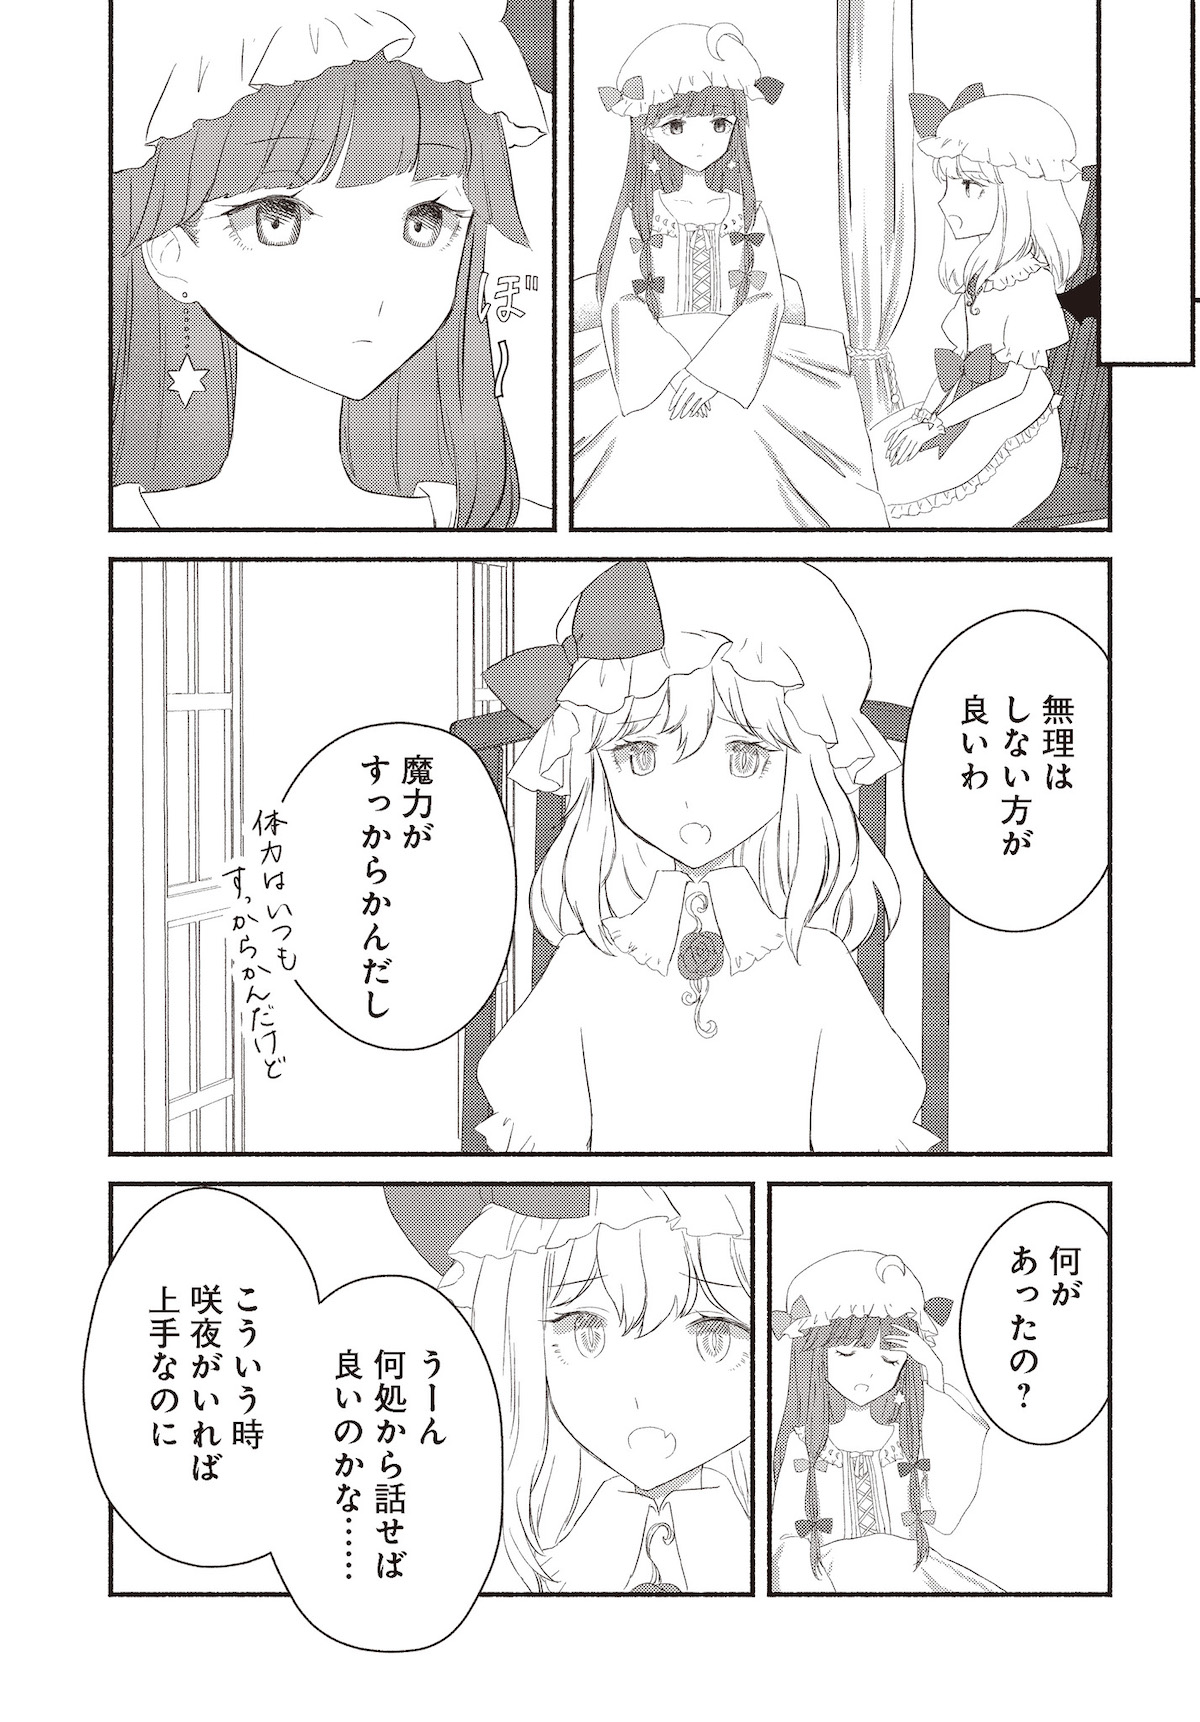 ぼーっ
無理は
しない方が
良いわ
魔力が
すっからかんだし
体力はいつも
すっからかんだけど
何が
あったの?
うーん
何処から話せば
良いのかな……
こういう時
咲夜がいれば
上手なのに